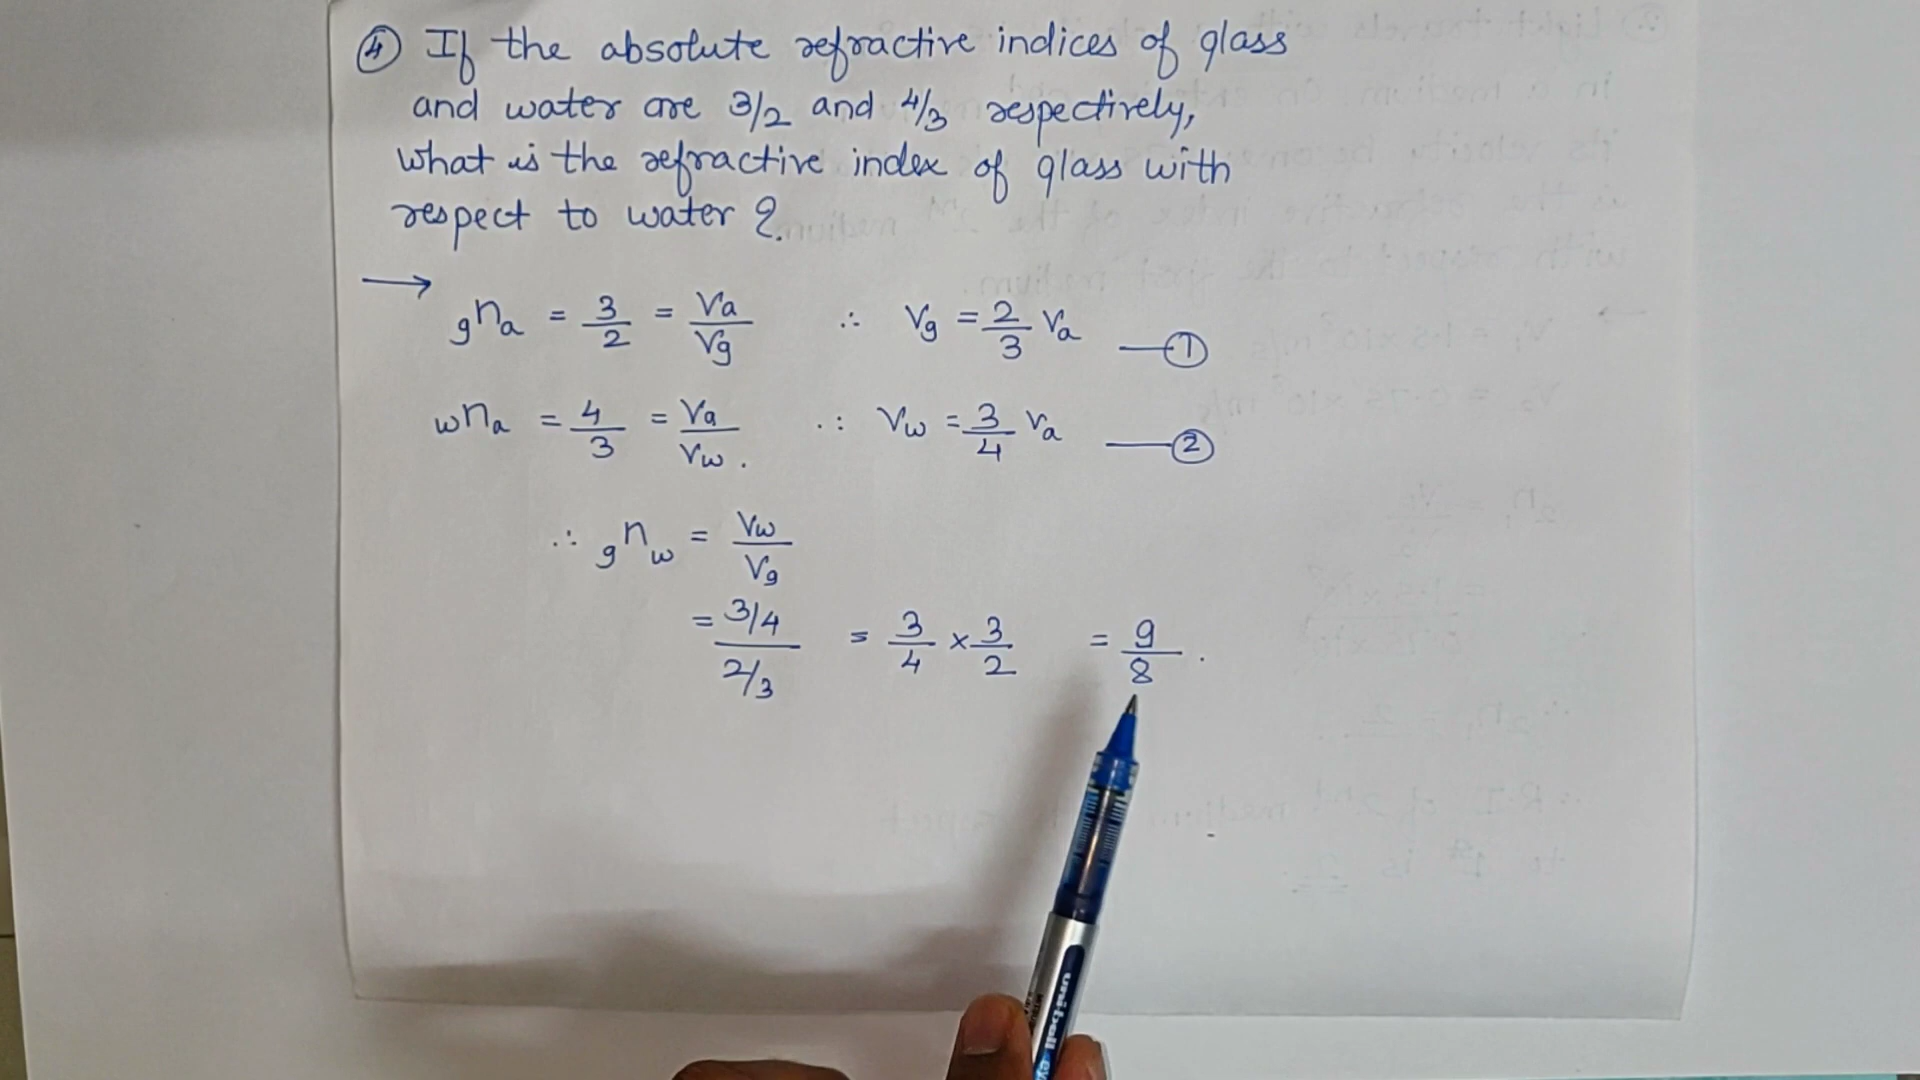 ④ If the absolute refractive indices of glass
and water are 3/2 and 4/3 respectively,
what is the refractive index of glass with
respect to water ?
→ gna = 3/2 = Va/Vg ∴ Vg = 2/3 Va —①
wna = 4/3 = Va/Vw. ∴ Vw = 3/4 Va —②
∴ gnw = Vw/Vg
= 3/4 / 2/3 = 3/4 × 3/2 = 9/8.
uniball eye